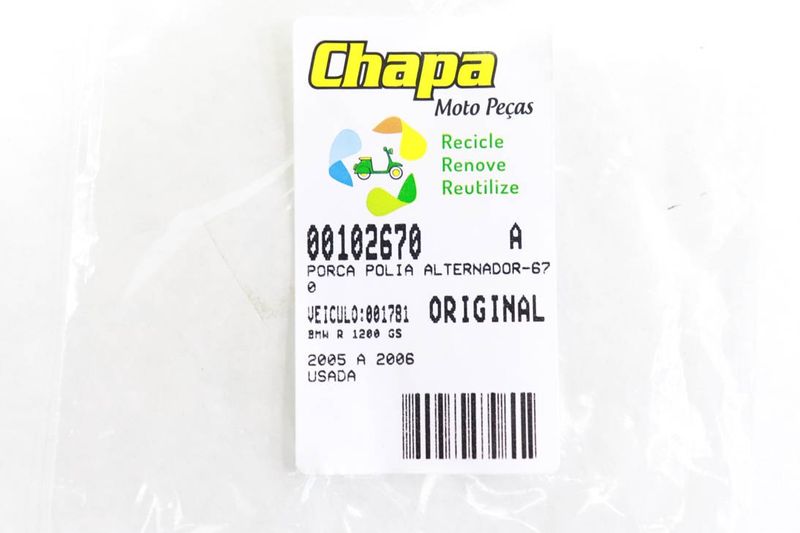 Chapa
Moto Peças
Recicle
Renove
Reutilize
00102670 A
PORCA POLIA ALTERNADOR-67
0
VEICULO:001781 ORIGINAL
BMW R 1200 GS
2005 A 2006
USADA